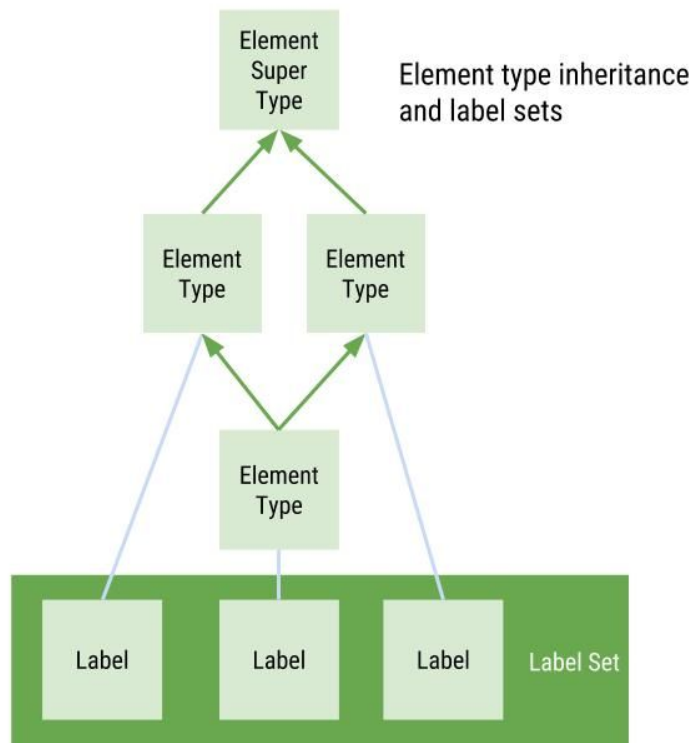 Element
Super
Type
Element type inheritance
and label sets
Element
Type
Element
Type
Element
Type
Label
Label
Label
Label Set